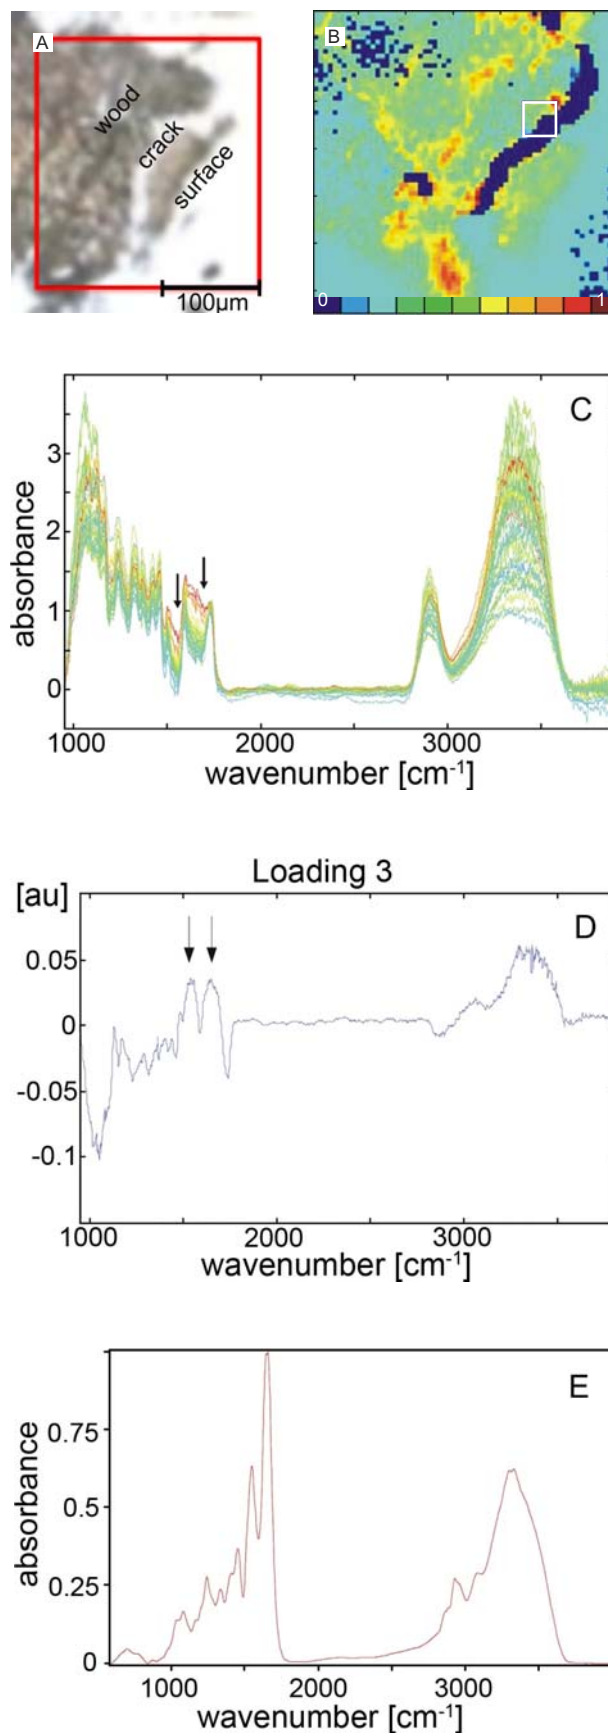 A
wood
crack
surface
100µm
B
0 1
C
absorbance
3
2
1
0
1000 2000 3000
wavenumber [cm⁻¹]
Loading 3
[au]
D
0.05
0
-0.05
-0.1
1000 2000 3000
wavenumber [cm⁻¹]
E
absorbance
0.75
0.5
0.25
0
1000 2000 3000
wavenumber [cm⁻¹]